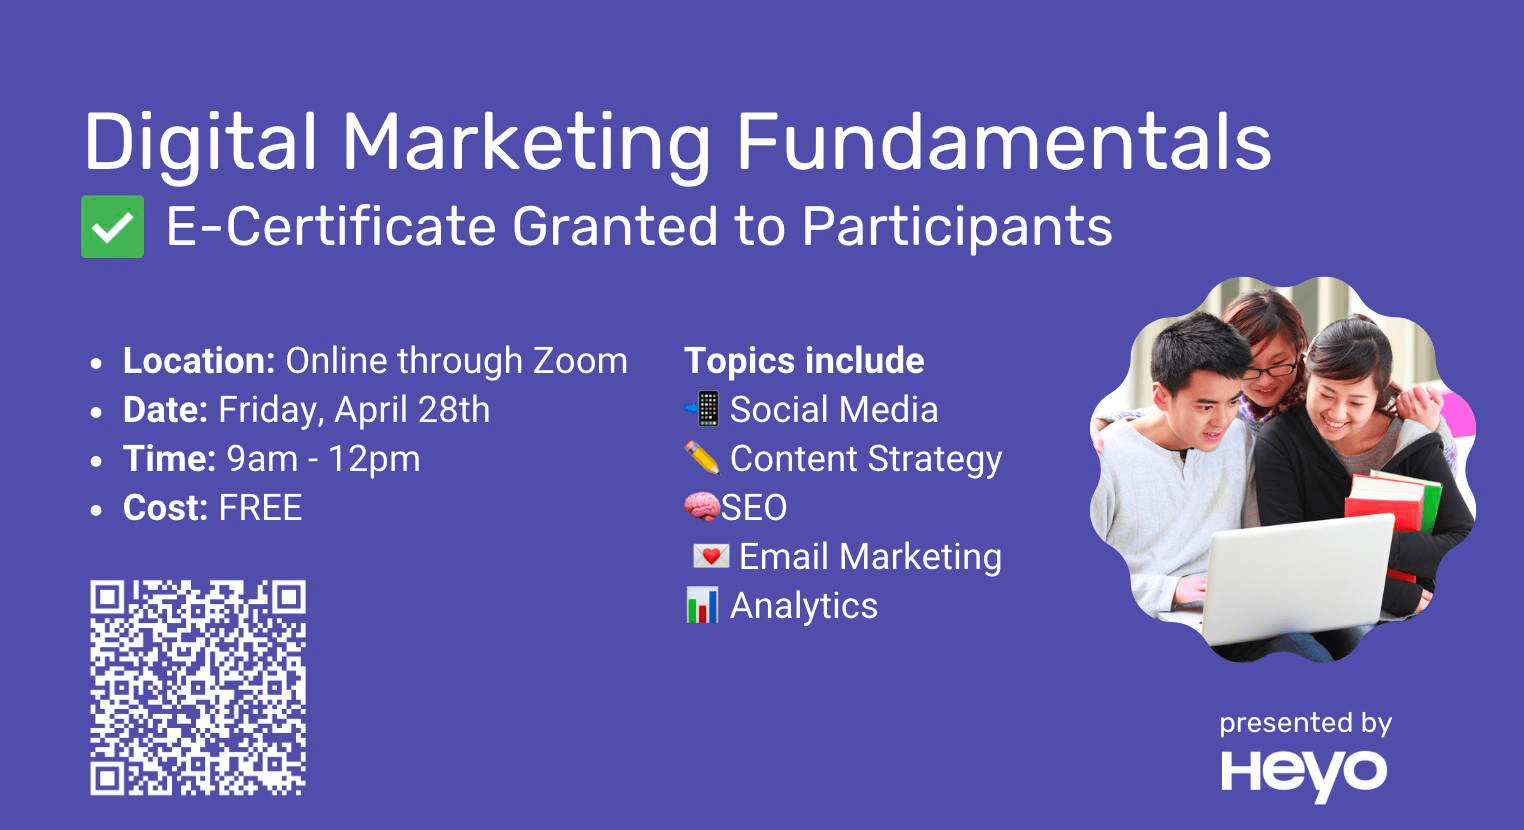 Digital Marketing Fundamentals
✅ E-Certificate Granted to Participants
• Location: Online through Zoom
• Date: Friday, April 28th
• Time: 9am - 12pm
• Cost: FREE
Topics include
📲 Social Media
✏️ Content Strategy
🧠SEO
💌 Email Marketing
📊 Analytics
presented by
Heyo